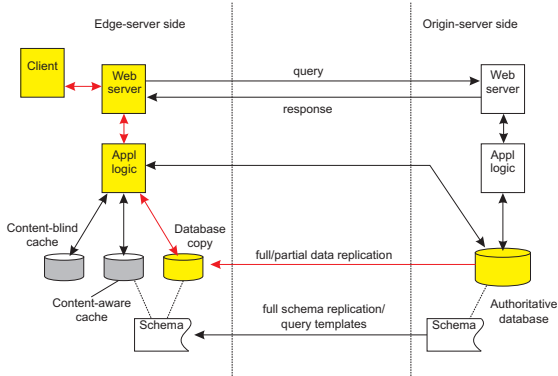 Edge-server side
Origin-server side
Client
Web
server
query
response
Web
server
Appl
logic
Appl
logic
Content-blind
cache
Database
copy
full/partial data replication
Content-aware
cache
Schema
full schema replication/
query templates
Schema
Authoritative
database